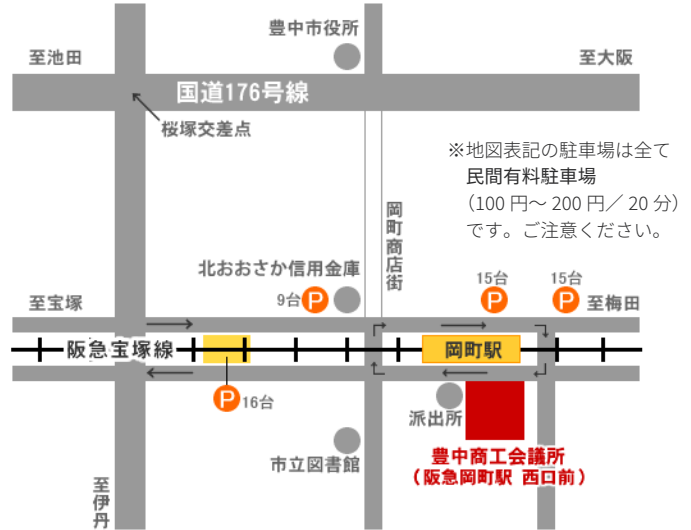 豊中市役所
至池田
至大阪
国道176号線
桜塚交差点
※地図表記の駐車場は全て
民間有料駐車場
（100 円～ 200 円／ 20 分）
です。ご注意ください。
岡町商店街
北おおさか信用金庫
9台 P
15台
P
15台
P
至宝塚
至梅田
阪急宝塚線
岡町駅
P 16台
派出所
市立図書館
豊中商工会議所
（阪急岡町駅 西口前）
至伊丹